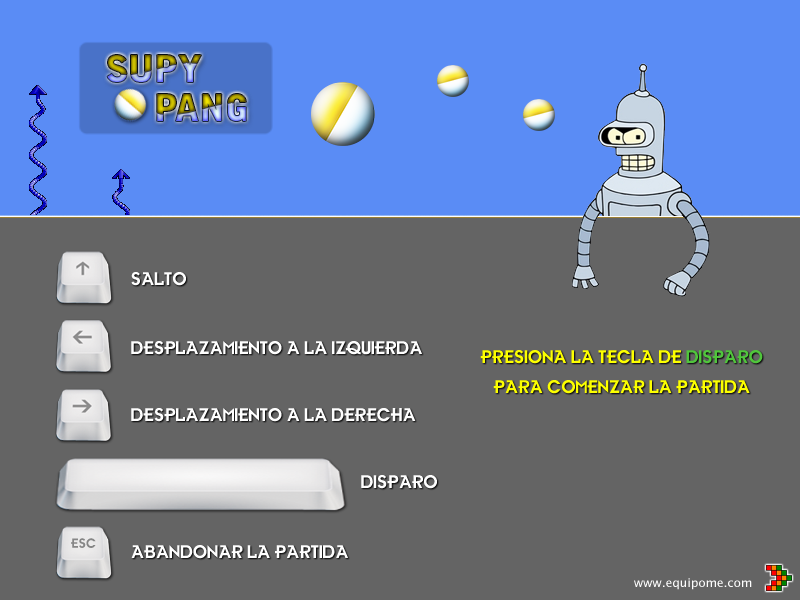 SUPY
PANG
SALTO
DESPLAZAMIENTO A LA IZQUIERDA
DESPLAZAMIENTO A LA DERECHA
DISPARO
ESC
ABANDONAR LA PARTIDA
PRESIONA LA TECLA DE DISPARO
PARA COMENZAR LA PARTIDA
www.equipome.com